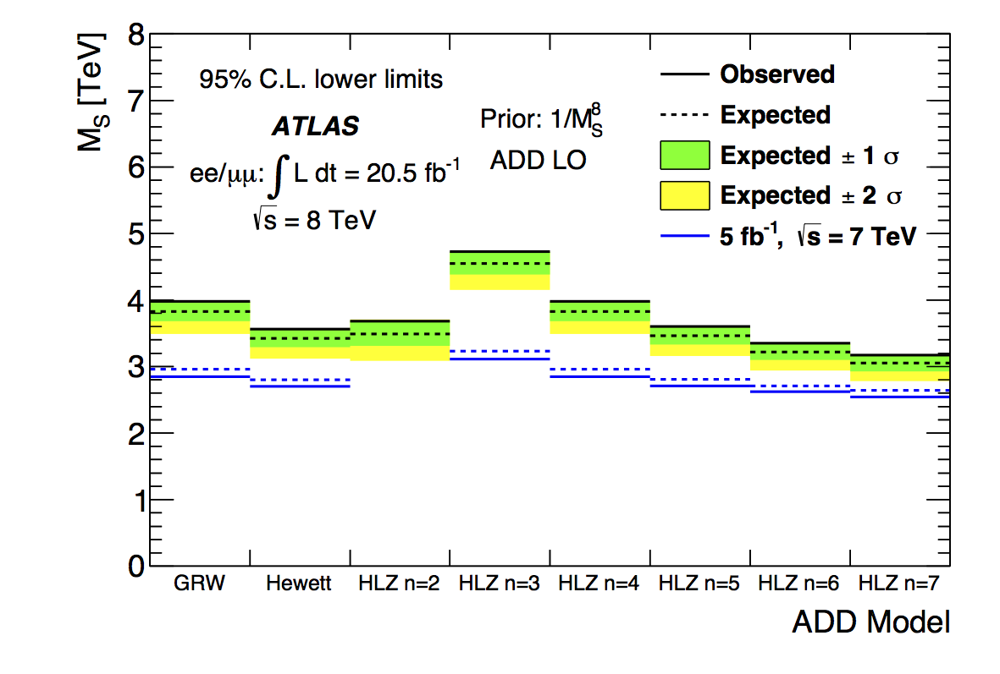 M_S [TeV]
8
7
6
5
4
3
2
1
0
95% C.L. lower limits
ATLAS
ee/μμ: ∫ L dt = 20.5 fb⁻¹
√s = 8 TeV
Prior: 1/M_S^8
ADD LO
Observed
Expected
Expected ± 1 σ
Expected ± 2 σ
5 fb⁻¹, √s = 7 TeV
GRW Hewett HLZ n=2 HLZ n=3 HLZ n=4 HLZ n=5 HLZ n=6 HLZ n=7
ADD Model